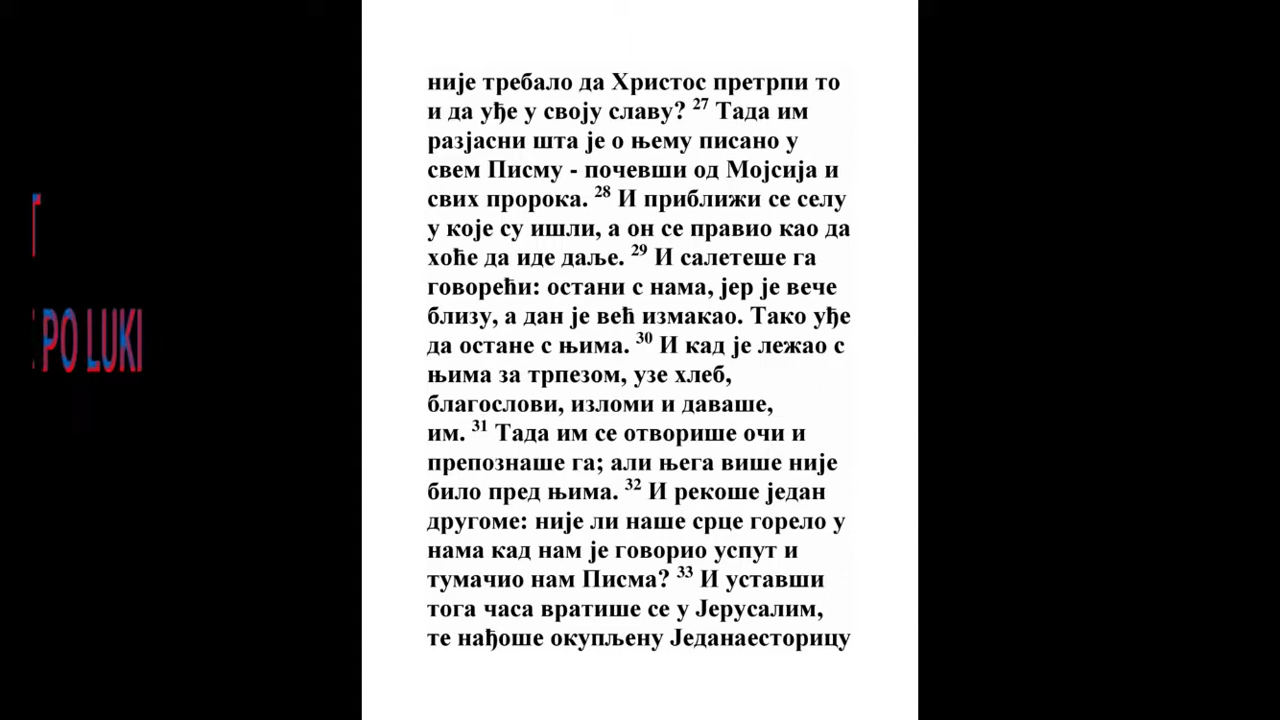 PO LUKI
није требало да Христос претрпи то
и да уђе у своју славу? 27 Тада им
разјасни шта је о њему писано у
свем Писму - почевши од Мојсија и
свих пророка. 28 И приближи се селу
у које су ишли, а он се правио као да
хоће да иде даље. 29 И салетеше га
говорећи: остани с нама, јер је вече
близу, а дан је већ измакао. Тако уђе
да остане с њима. 30 И кад је лежао с
њима за трпезом, узе хлеб,
благослови, изломи и даваше,
им. 31 Тада им се отворише очи и
препознаше га; али њега више није
било пред њима. 32 И рекоше један
другоме: није ли наше срце горело у
нама кад нам је говорио успут и
тумачио нам Писма? 33 И уставши
тога часа вратише се у Јерусалим,
те нађоше окупљену Једанаесторицу